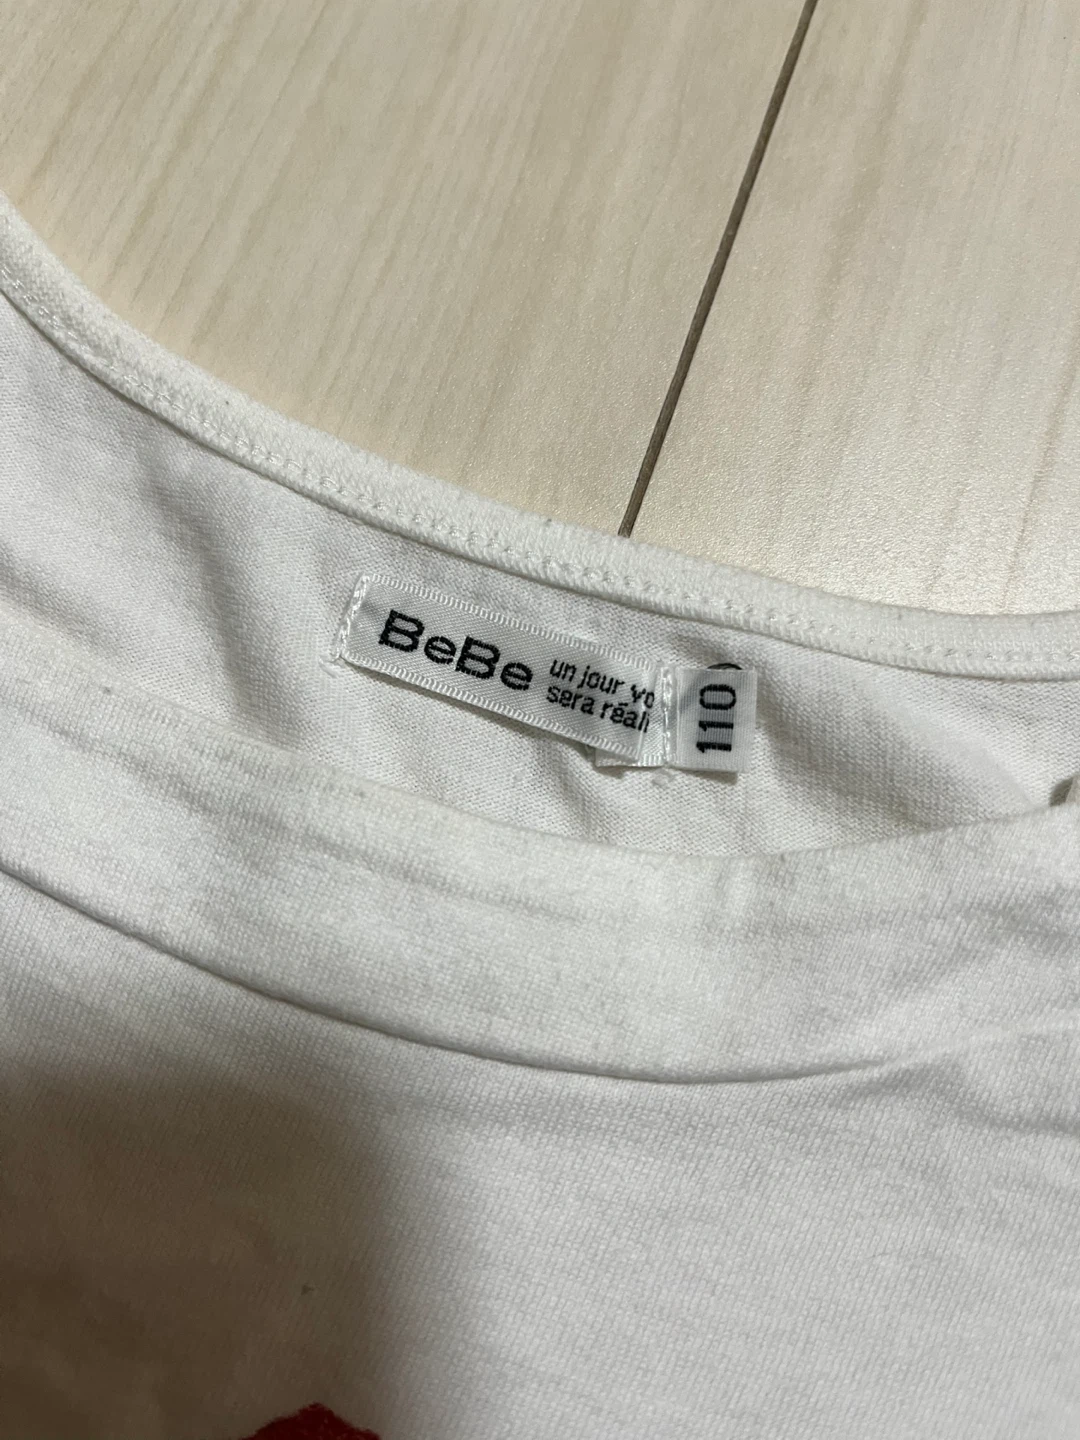 BeBe
un jour vo
sera réali
110